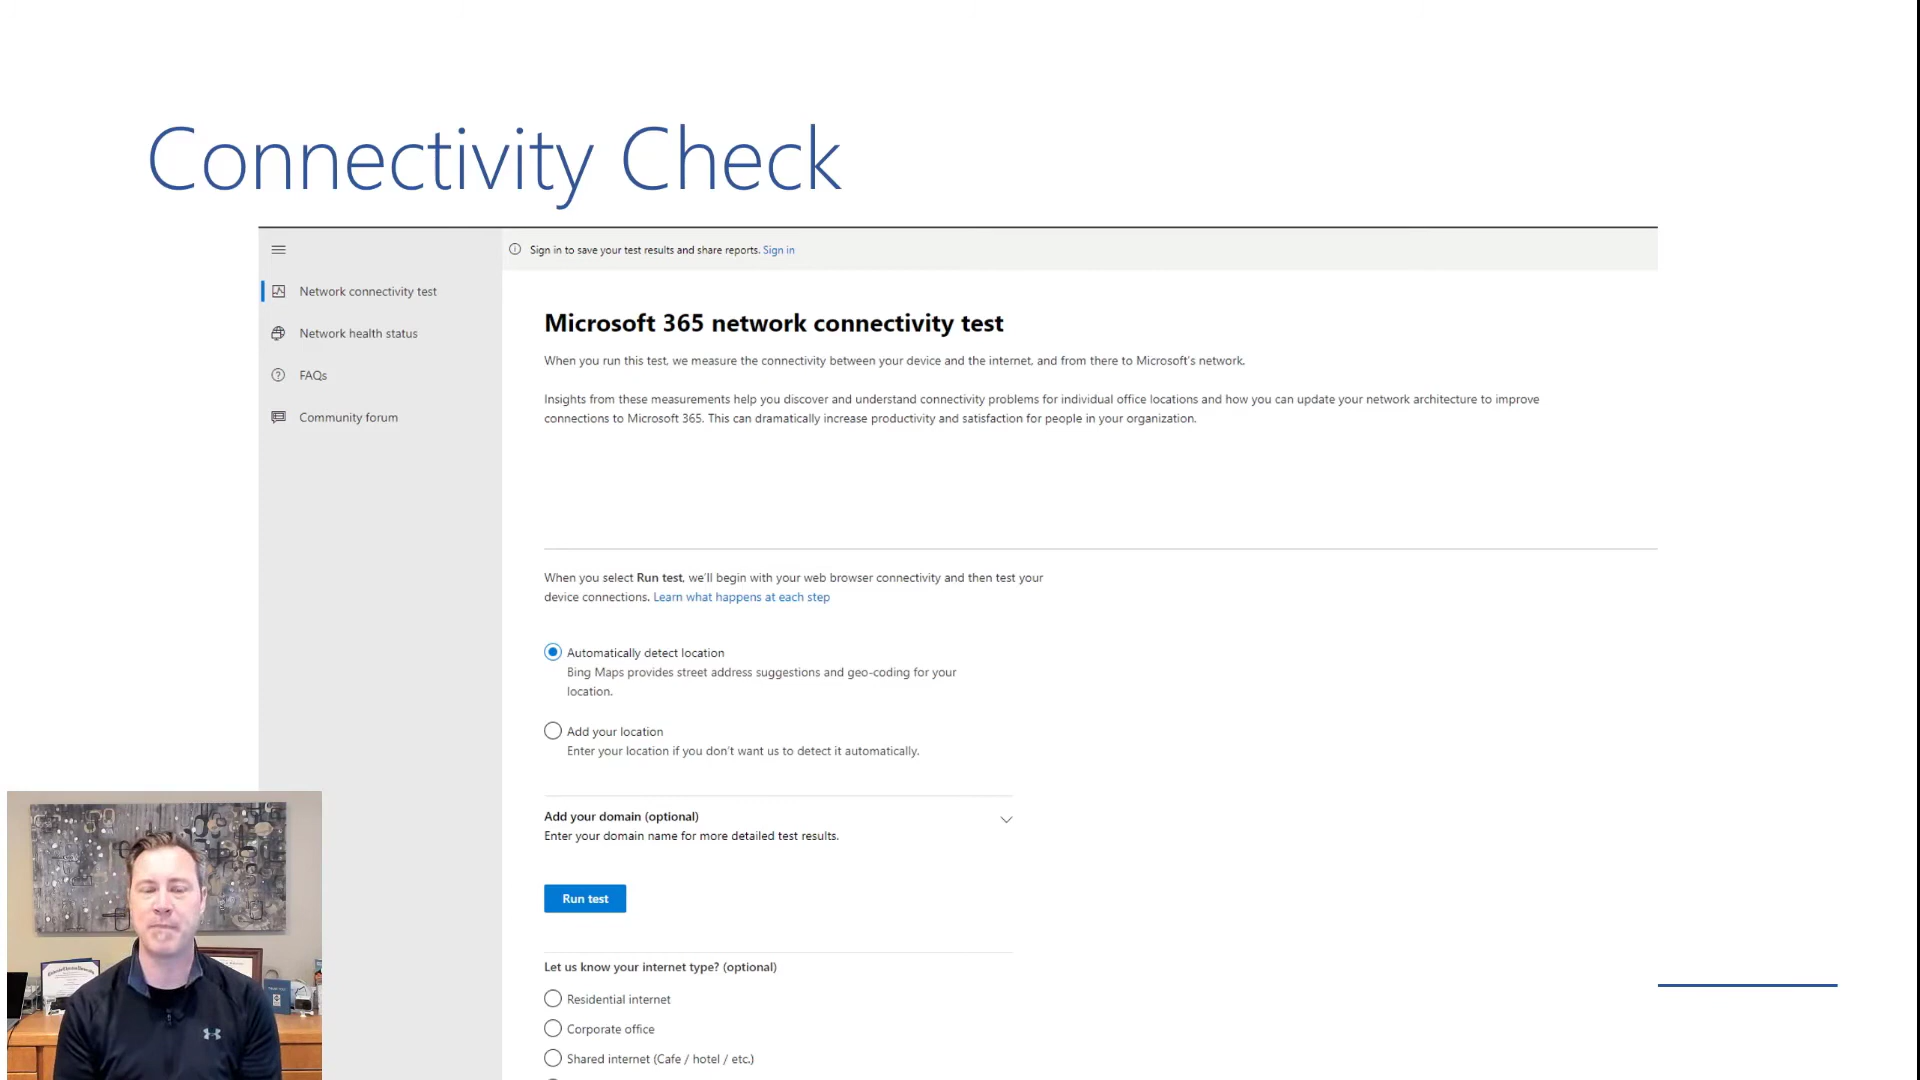 Connectivity Check
Sign in to save your test results and share reports. Sign in
Network connectivity test
Network health status
FAQs
Community forum
Microsoft 365 network connectivity test
When you run this test, we measure the connectivity between your device and the internet, and from there to Microsoft's network.
Insights from these measurements help you discover and understand connectivity problems for individual office locations and how you can update your network architecture to improve
connections to Microsoft 365. This can dramatically increase productivity and satisfaction for people in your organization.
When you select Run test, we'll begin with your web browser connectivity and then test your
device connections. Learn what happens at each step
Automatically detect location
Bing Maps provides street address suggestions and geo-coding for your
location.
Add your location
Enter your location if you don't want us to detect it automatically.
Add your domain (optional)
Enter your domain name for more detailed test results.
Run test
Let us know your internet type? (optional)
Residential internet
Corporate office
Shared internet (Cafe / hotel / etc.)